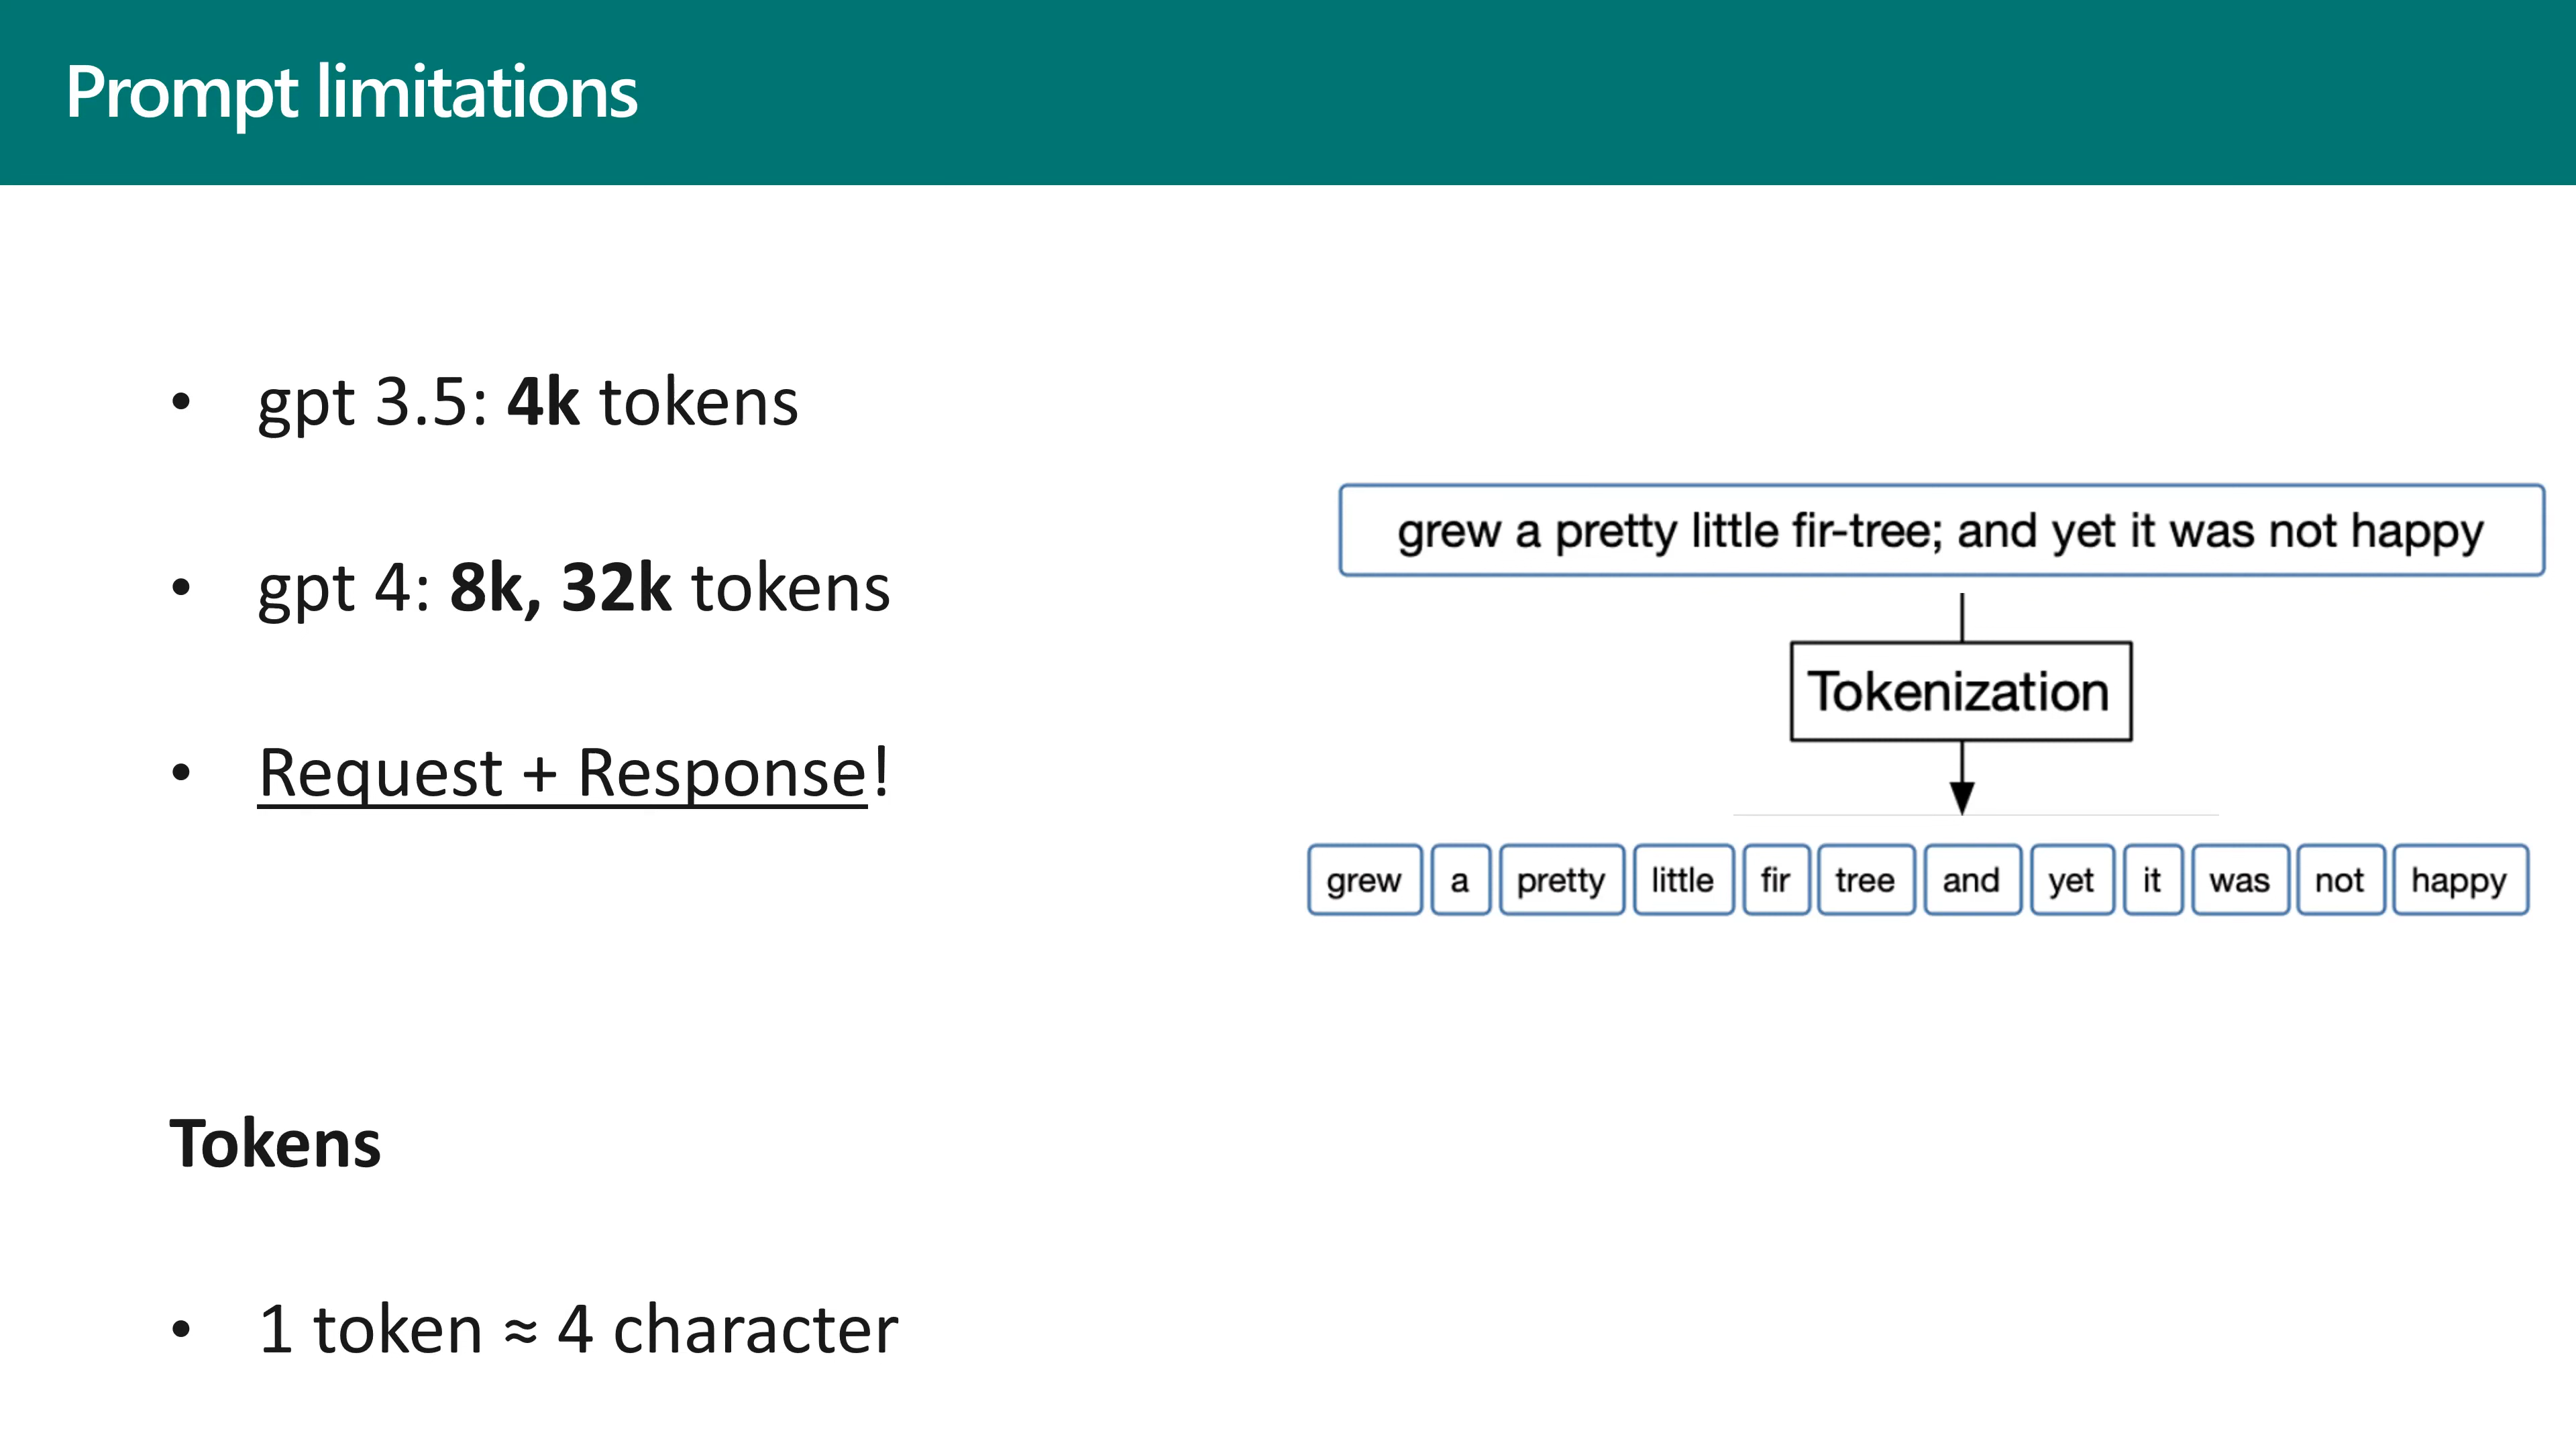 Prompt limitations
• gpt 3.5: 4k tokens
• gpt 4: 8k, 32k tokens
• Request + Response!
Tokens
• 1 token ≈ 4 character
grew a pretty little fir-tree; and yet it was not happy
Tokenization
grew a pretty little fir tree and yet it was not happy